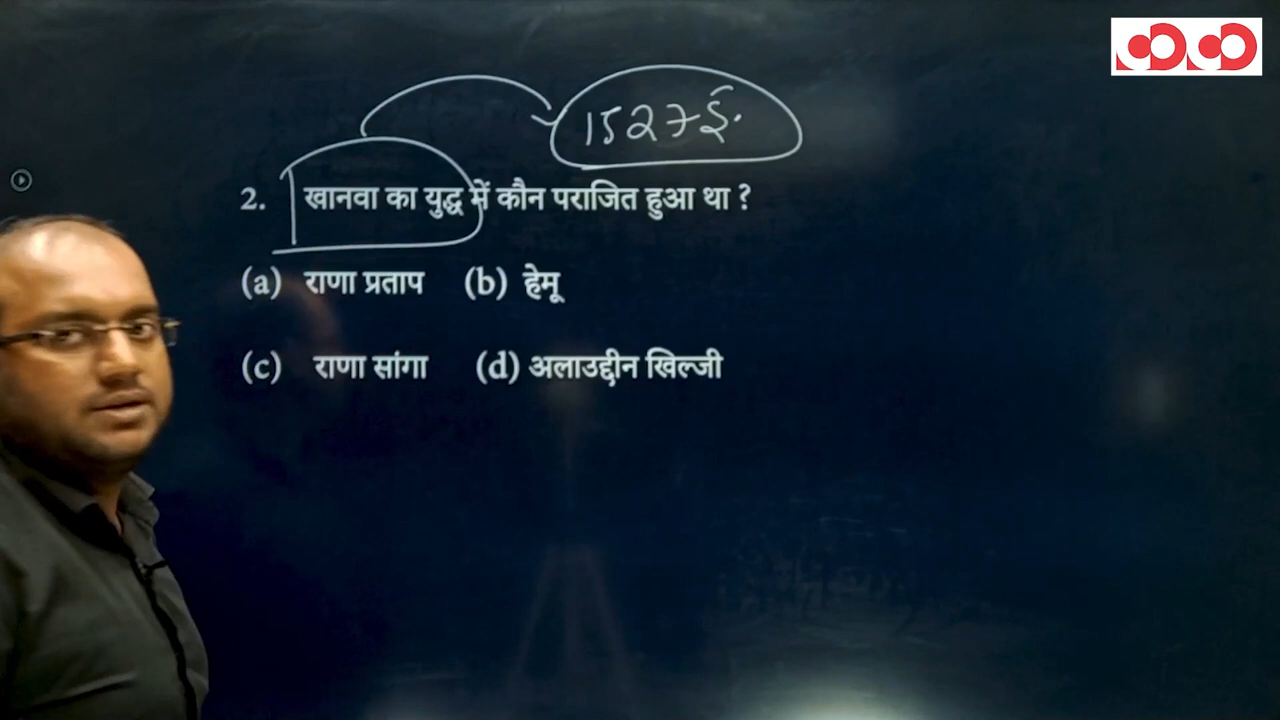 1527ई.
2. खानवा का युद्ध में कौन पराजित हुआ था ?
(a) राणा प्रताप (b) हेमू
(c) राणा सांगा (d) अलाउद्दीन खिल्जी